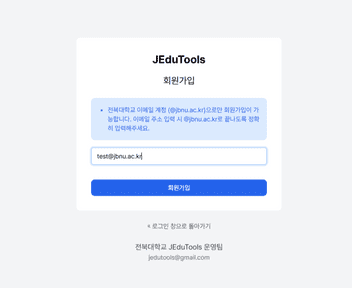 JEduTools
회원가입
• 전북대학교 이메일 계정 (@jbnu.ac.kr)으로만 회원가입이 가
능합니다. 이메일 주소 입력 시 @jbnu.ac.kr로 끝나도록 정확
히 입력해주세요.
test@jbnu.ac.kr
회원가입
« 로그인 창으로 돌아가기
전북대학교 JEduTools 운영팀
jedutools@gmail.com